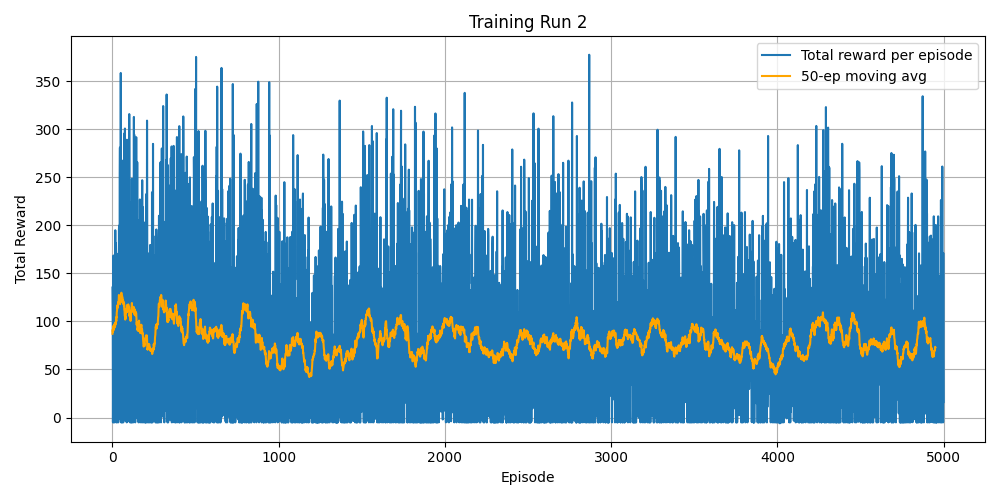 Training Run 2
Total reward per episode
50-ep moving avg
Total Reward
350
300
250
200
150
100
50
0
0 1000 2000 3000 4000 5000
Episode